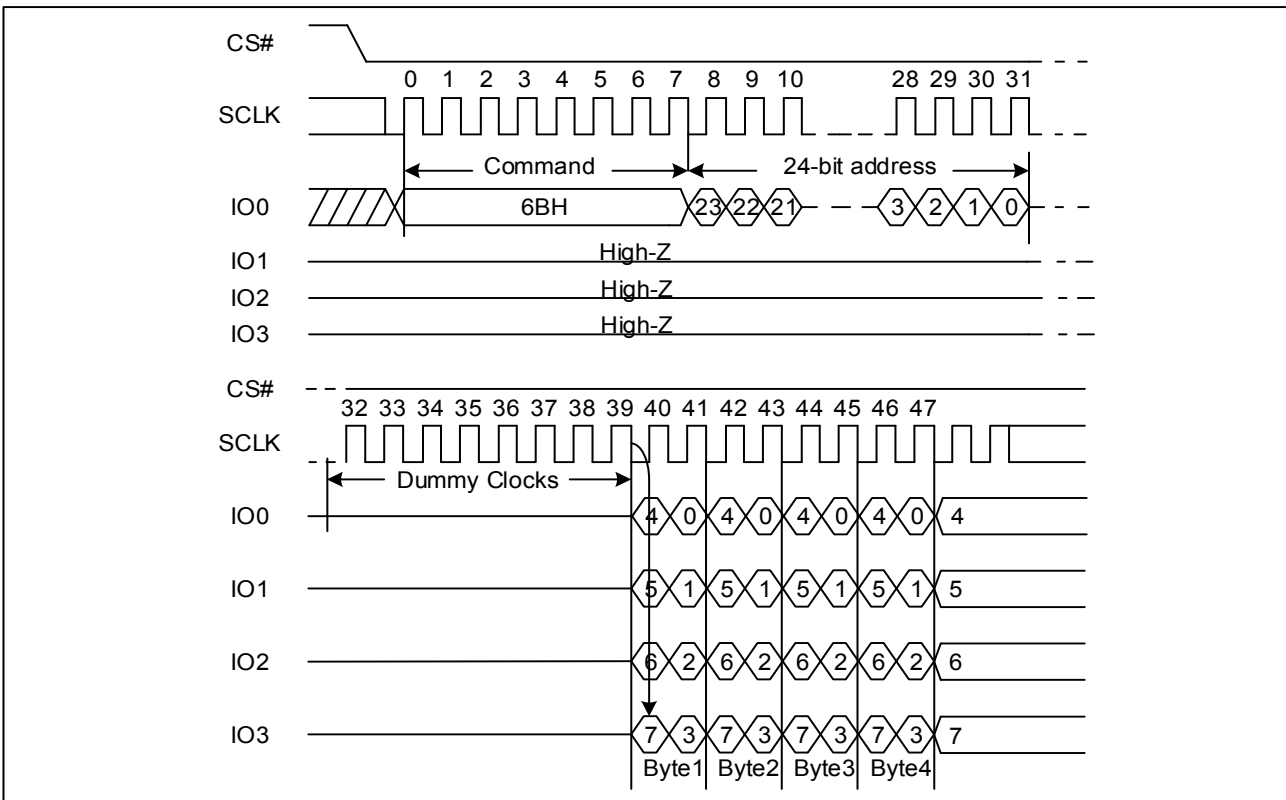 CS#
0 1 2 3 4 5 6 7 8 9 10 28 29 30 31
SCLK
Command 24-bit address
IO0 6BH 23 22 21 3 2 1 0
IO1 High-Z
IO2 High-Z
IO3 High-Z
CS#
32 33 34 35 36 37 38 39 40 41 42 43 44 45 46 47
SCLK
Dummy Clocks
IO0 4 0 4 0 4 0 4 0 4
IO1 5 1 5 1 5 1 5 1 5
IO2 6 2 6 2 6 2 6 2 6
IO3 7 3 7 3 7 3 7 3 7
Byte1 Byte2 Byte3 Byte4